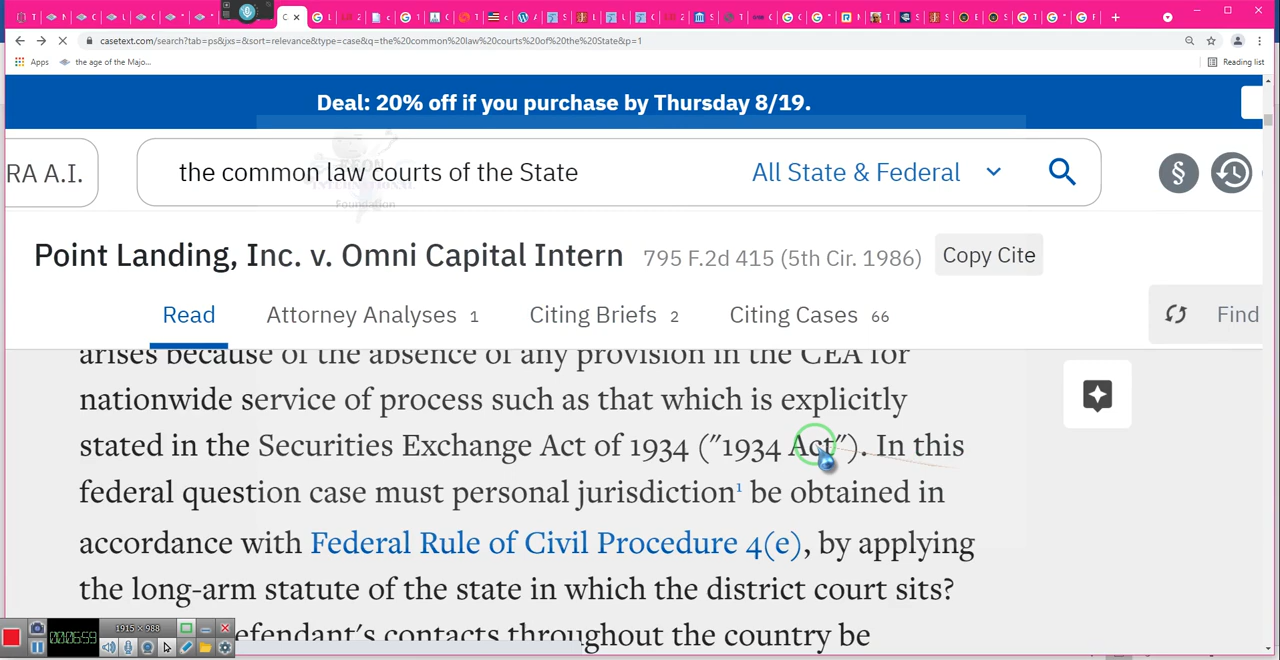 casetext.com/search?tab=ps&jxs=&sort=relevance&type=case&q=the%20common%20law%20courts%20of%20the%20State&p=1
Apps the age of the Majo...
Reading list
Deal: 20% off if you purchase by Thursday 8/19.
RA A.I.
the common law courts of the State
All State & Federal
§
INTERNATIONAL
Foundation
Point Landing, Inc. v. Omni Capital Intern 795 F.2d 415 (5th Cir. 1986) Copy Cite
Read Attorney Analyses 1 Citing Briefs 2 Citing Cases 66 Find
arises because of the absence of any provision in the CEA for
nationwide service of process such as that which is explicitly
stated in the Securities Exchange Act of 1934 ("1934 Act"). In this
federal question case must personal jurisdiction1 be obtained in
accordance with Federal Rule of Civil Procedure 4(e), by applying
the long-arm statute of the state in which the district court sits?
efendant's contacts throughout the country be
1915 x 988
00:06:59